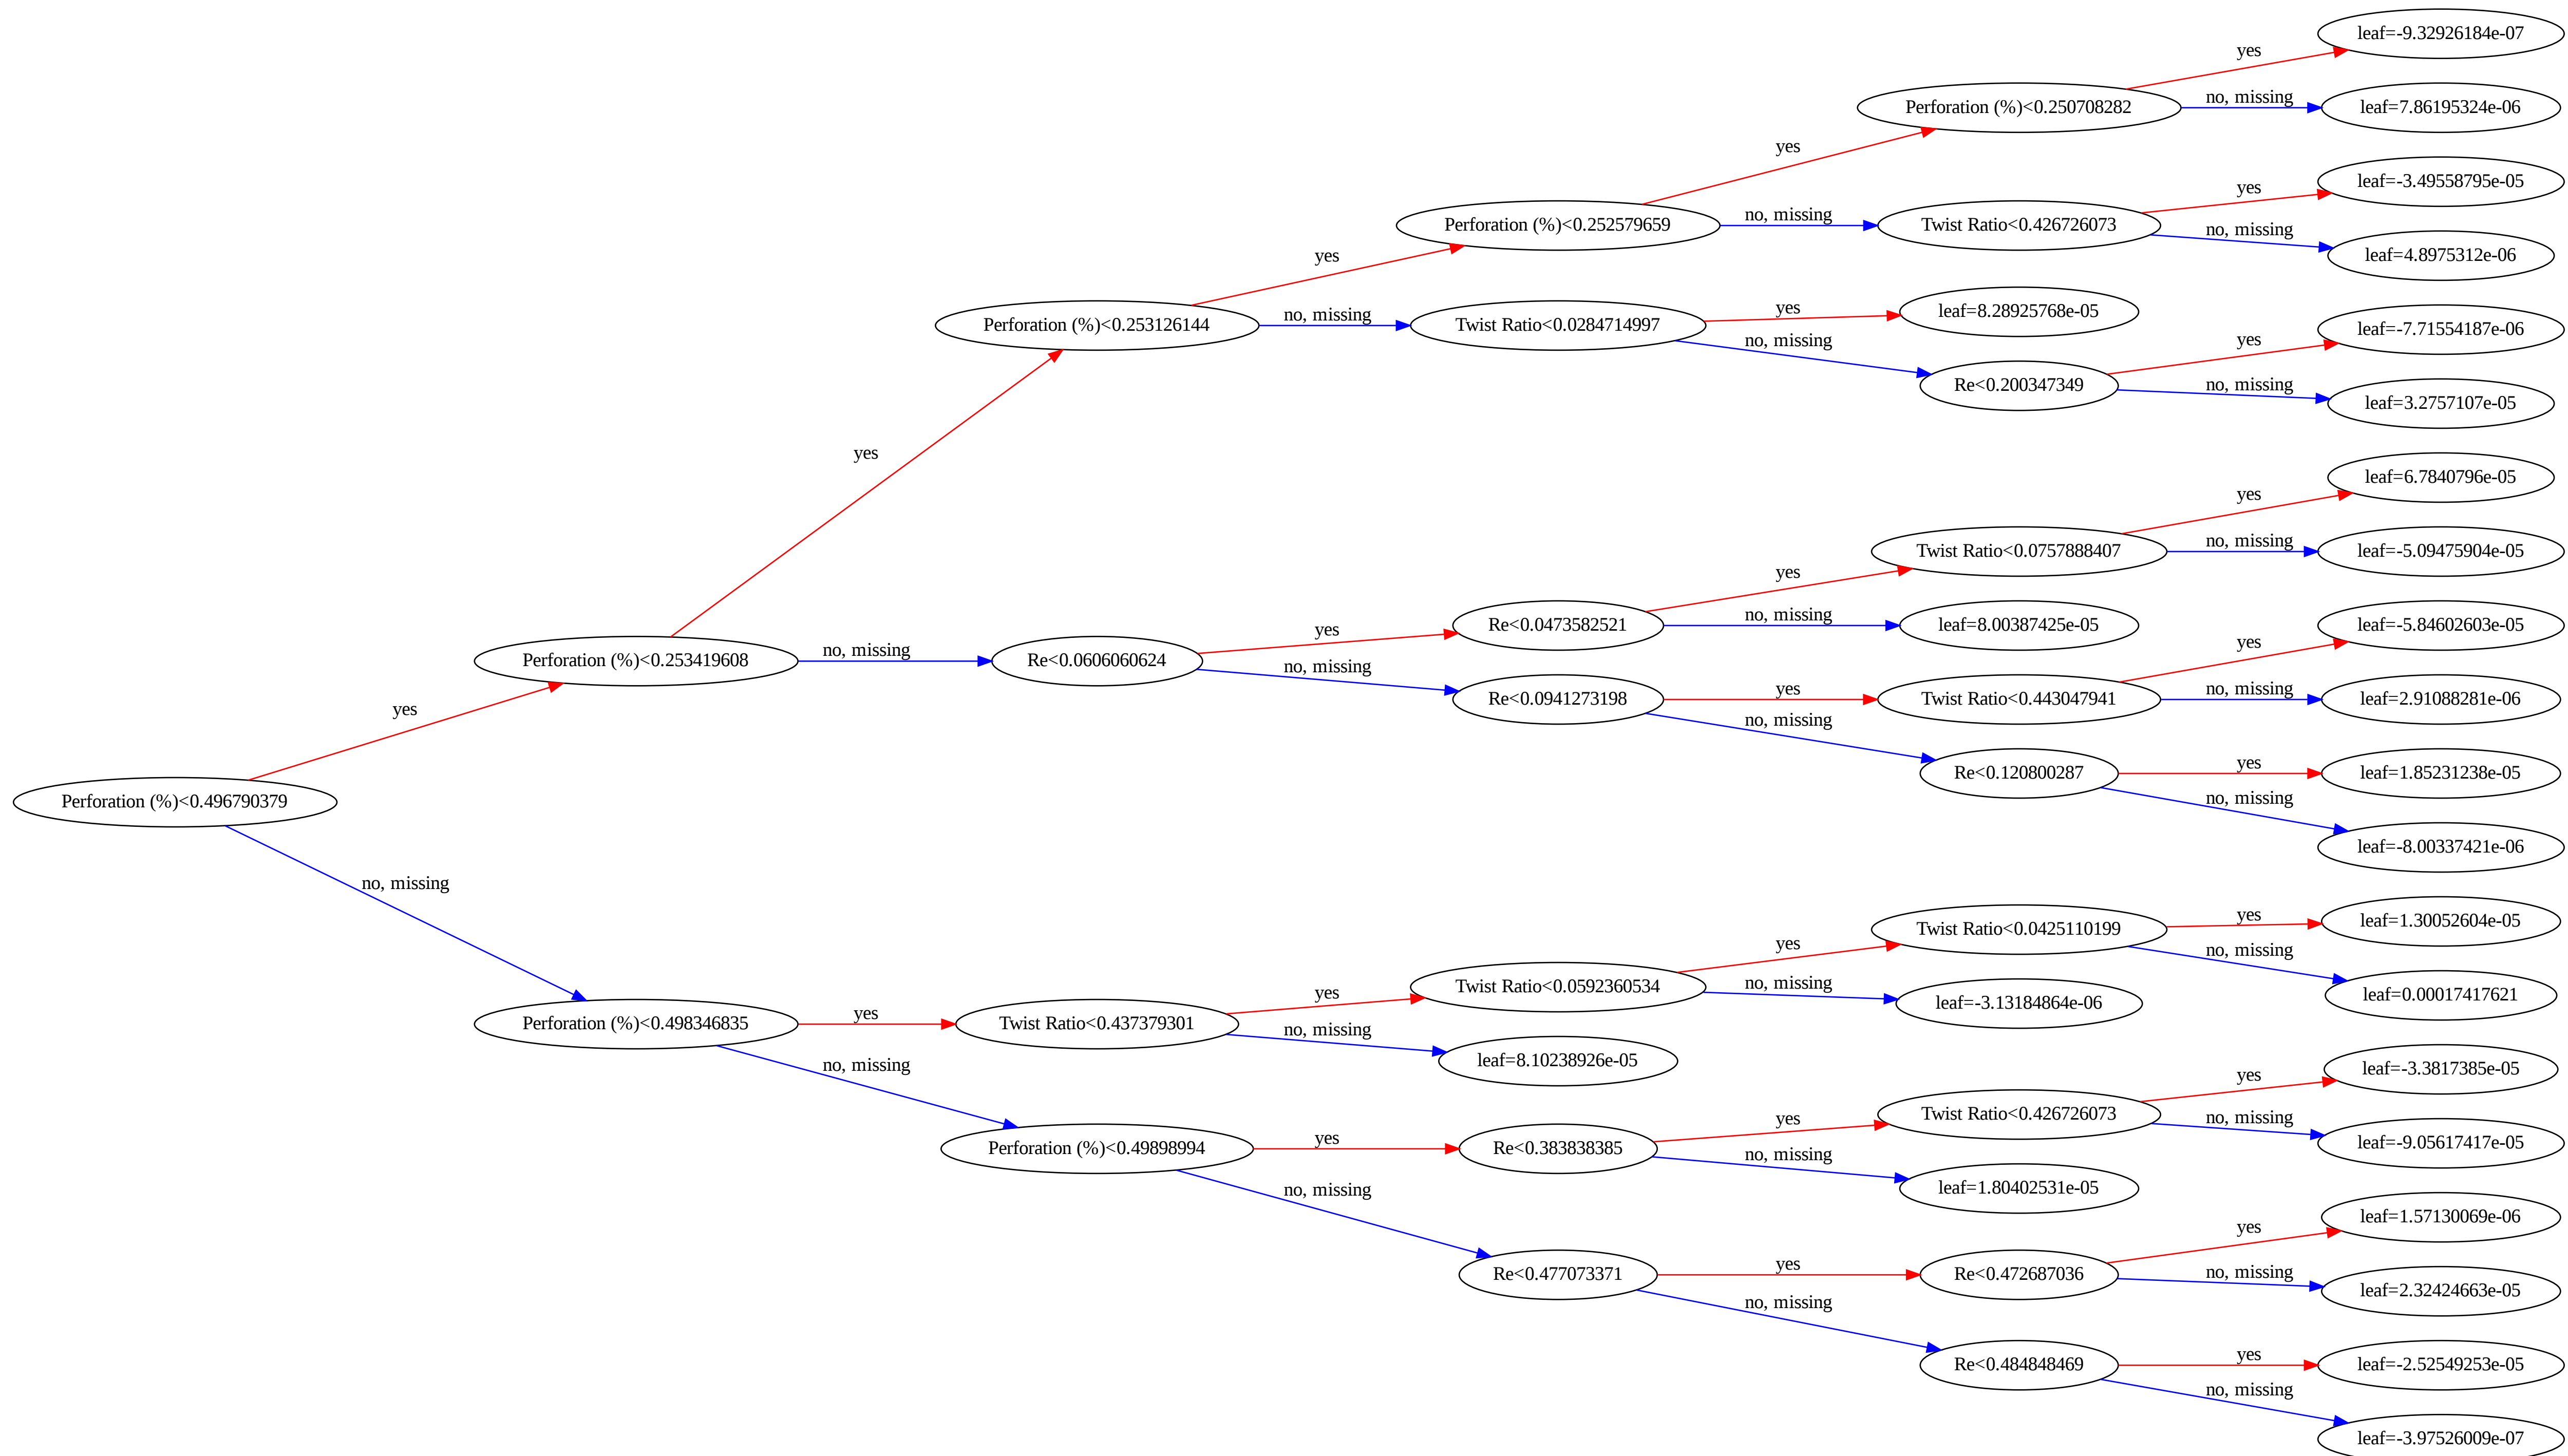 leaf=-9.32926184e-07
yes
Perforation (%)<0.250708282
no, missing
leaf=7.86195324e-06
yes
leaf=-3.49558795e-05
yes
Perforation (%)<0.252579659
no, missing
Twist Ratio<0.426726073
no, missing
leaf=4.8975312e-06
yes
Perforation (%)<0.253126144
no, missing
Twist Ratio<0.0284714997
yes
leaf=8.28925768e-05
no, missing
leaf=-7.71554187e-06
yes
Re<0.200347349
no, missing
leaf=3.2757107e-05
yes
leaf=6.7840796e-05
yes
Twist Ratio<0.0757888407
no, missing
leaf=-5.09475904e-05
yes
Perforation (%)<0.253419608
no, missing
Re<0.0606060624
yes
Re<0.0473582521
no, missing
leaf=8.00387425e-05
leaf=-5.84602603e-05
yes
no, missing
Re<0.0941273198
yes
Twist Ratio<0.443047941
no, missing
leaf=2.91088281e-06
yes
no, missing
Re<0.120800287
yes
leaf=1.85231238e-05
no, missing
leaf=-8.00337421e-06
Perforation (%)<0.496790379
no, missing
Twist Ratio<0.0425110199
yes
leaf=1.30052604e-05
no, missing
leaf=0.00017417621
yes
Twist Ratio<0.0592360534
no, missing
leaf=-3.13184864e-06
Perforation (%)<0.498346835
yes
Twist Ratio<0.437379301
yes
no, missing
leaf=8.10238926e-05
no, missing
leaf=-3.3817385e-05
yes
Twist Ratio<0.426726073
no, missing
leaf=-9.05617417e-05
Perforation (%)<0.49898994
yes
Re<0.383838385
yes
no, missing
leaf=1.80402531e-05
no, missing
leaf=1.57130069e-06
yes
Re<0.477073371
yes
Re<0.472687036
no, missing
leaf=2.32424663e-05
no, missing
Re<0.484848469
yes
leaf=-2.52549253e-05
no, missing
leaf=-3.97526009e-07